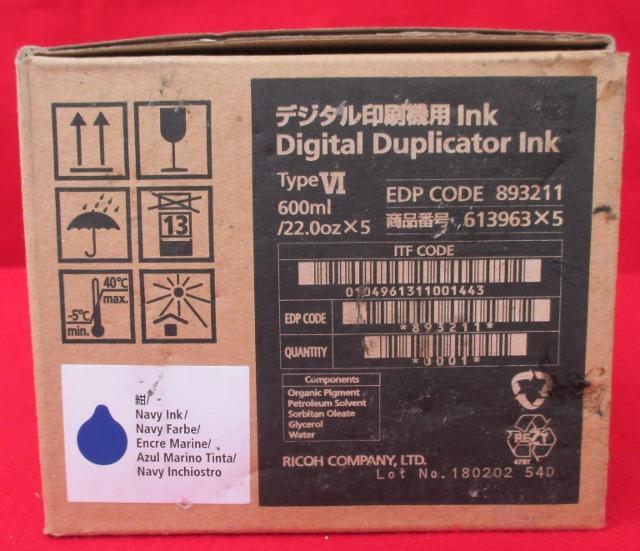 デジタル印刷機用 Ink
Digital Duplicator Ink
Type VI
600ml
/22.0oz×5
EDP CODE 893211
商品番号 613963×5
ITF CODE
0104961311001443
EDP CODE
*893211*
QUANTITY
*0001*
Components
Organic Pigment
Petroleum Solvent
Sorbitan Oleate
Glycerol
Water
RICOH COMPANY, LTD.
Lot No. 180202 54D
RESY
4797
13
40°C
max.
-5°C
min.
紺/
Navy Ink/
Navy Farbe/
Encre Marine/
Azul Marino Tinta/
Navy Inchiostro